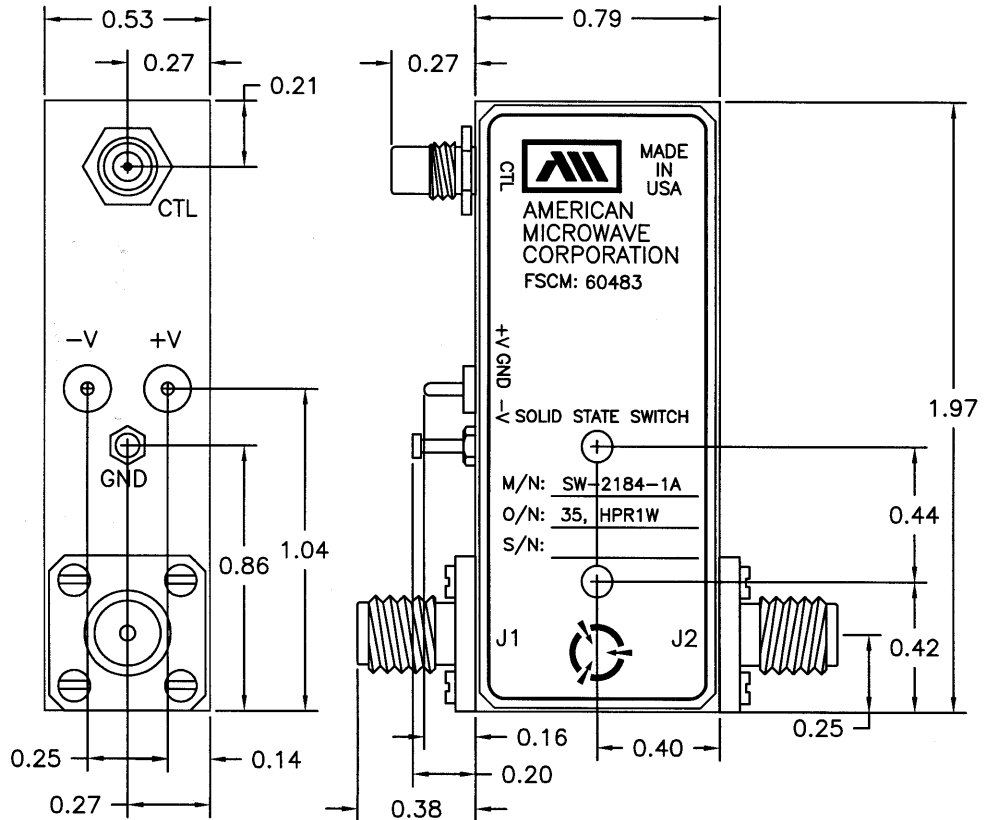 0.53
0.79
0.27
0.27
0.21
CTL
CTL
MADE
IN
USA
AMERICAN
MICROWAVE
CORPORATION
FSCM: 60483
-V
+V
+V GND -V
SOLID STATE SWITCH
1.97
GND
M/N: SW-2184-1A
O/N: 35, HPR1W
S/N:
0.44
0.86
1.04
J1
J2
0.42
0.25
0.25
0.14
0.16
0.40
0.20
0.27
0.38